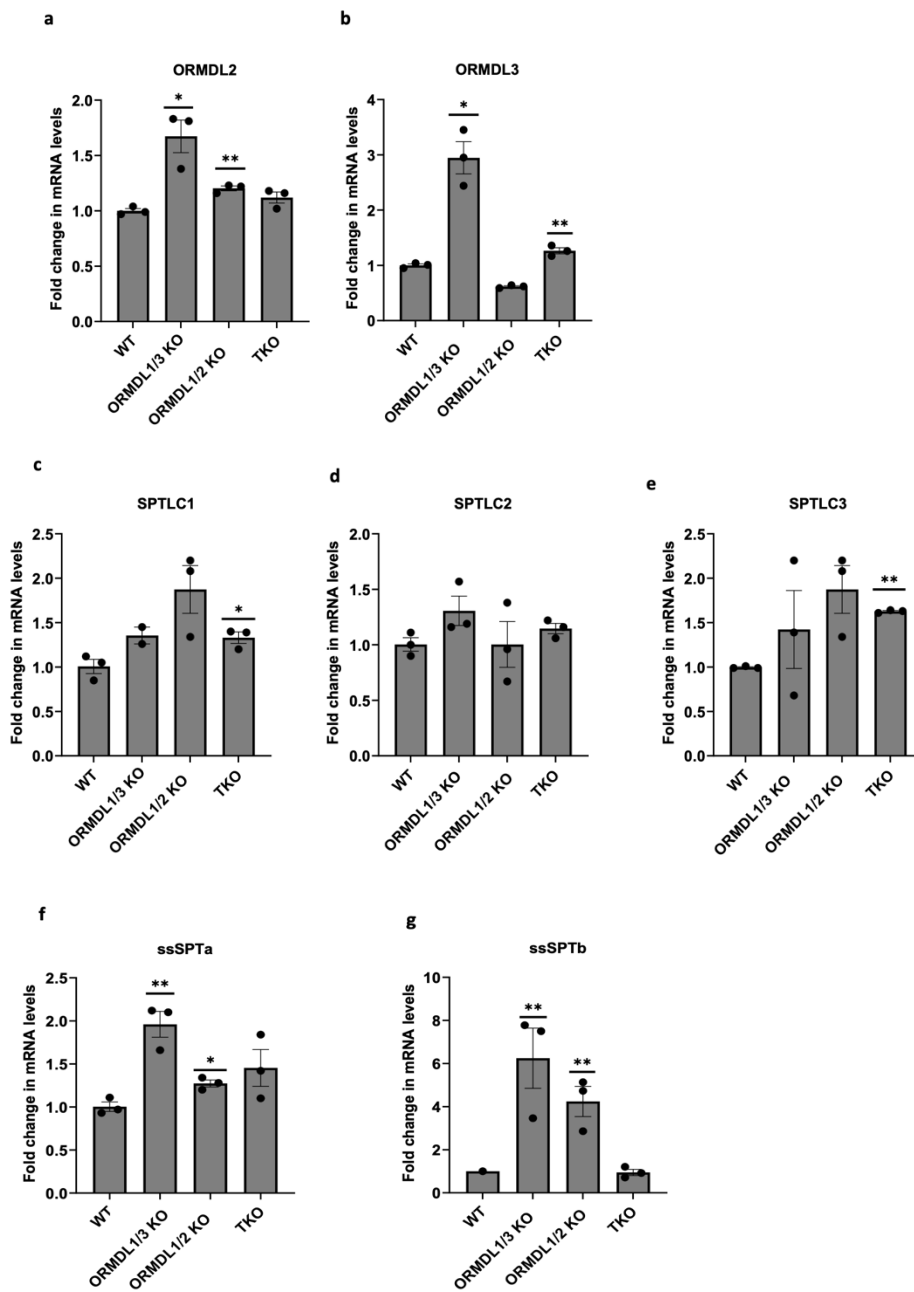 a
b
ORMDL2
ORMDL3
Fold change in mRNA levels
2.0
1.5
1.0
0.5
0.0
*
**
WT
ORMDL1/3 KO
ORMDL1/2 KO
TKO
Fold change in mRNA levels
4
3
2
1
0
*
**
WT
ORMDL1/3 KO
ORMDL1/2 KO
TKO
c
d
e
SPTLC1
SPTLC2
SPTLC3
Fold change in mRNA levels
2.5
2.0
1.5
1.0
0.5
0.0
*
WT
ORMDL1/3 KO
ORMDL1/2 KO
TKO
Fold change in mRNA levels
2.0
1.5
1.0
0.5
0.0
WT
ORMDL1/3 KO
ORMDL1/2 KO
TKO
Fold change in mRNA levels
2.5
2.0
1.5
1.0
0.5
0.0
**
WT
ORMDL1/3 KO
ORMDL1/2 KO
TKO
f
g
ssSPTa
ssSPTb
Fold change in mRNA levels
2.5
2.0
1.5
1.0
0.5
0.0
**
*
WT
ORMDL1/3 KO
ORMDL1/2 KO
TKO
Fold change in mRNA levels
10
8
6
4
2
0
**
**
WT
ORMDL1/3 KO
ORMDL1/2 KO
TKO